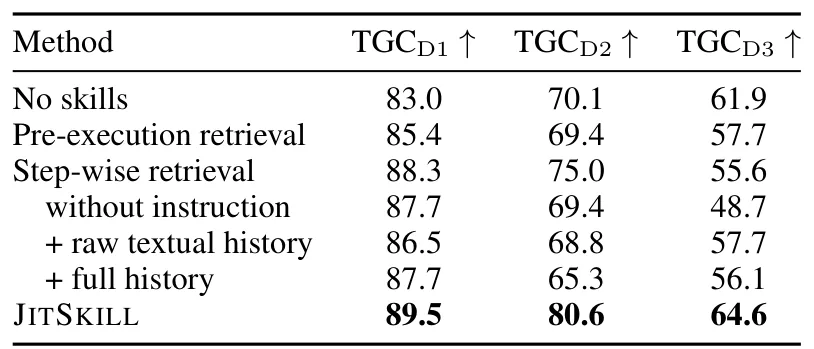 Method TGC_D1 ↑ TGC_D2 ↑ TGC_D3 ↑
No skills 83.0 70.1 61.9
Pre-execution retrieval 85.4 69.4 57.7
Step-wise retrieval 88.3 75.0 55.6
without instruction 87.7 69.4 48.7
+ raw textual history 86.5 68.8 57.7
+ full history 87.7 65.3 56.1
JITSKILL 89.5 80.6 64.6